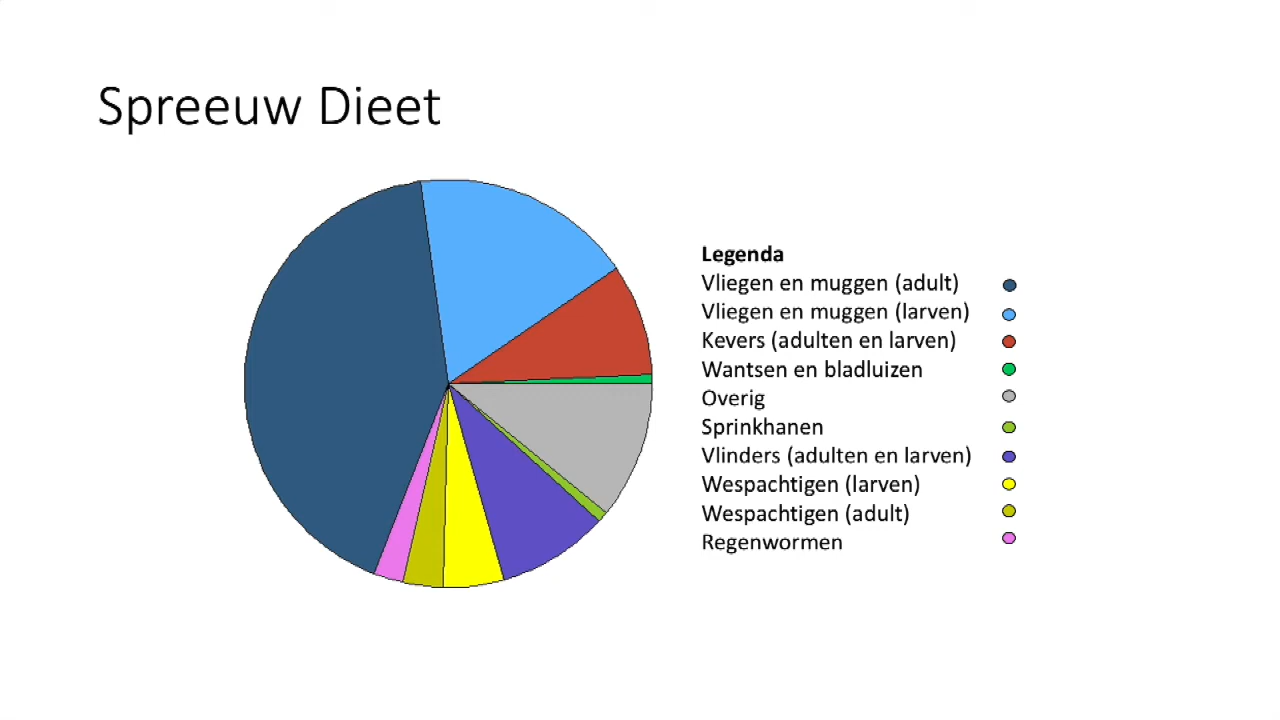 Spreeuw Dieet
Legenda
Vliegen en muggen (adult)
Vliegen en muggen (larven)
Kevers (adulten en larven)
Wantsen en bladluizen
Overig
Sprinkhanen
Vlinders (adulten en larven)
Wespachtigen (larven)
Wespachtigen (adult)
Regenwormen